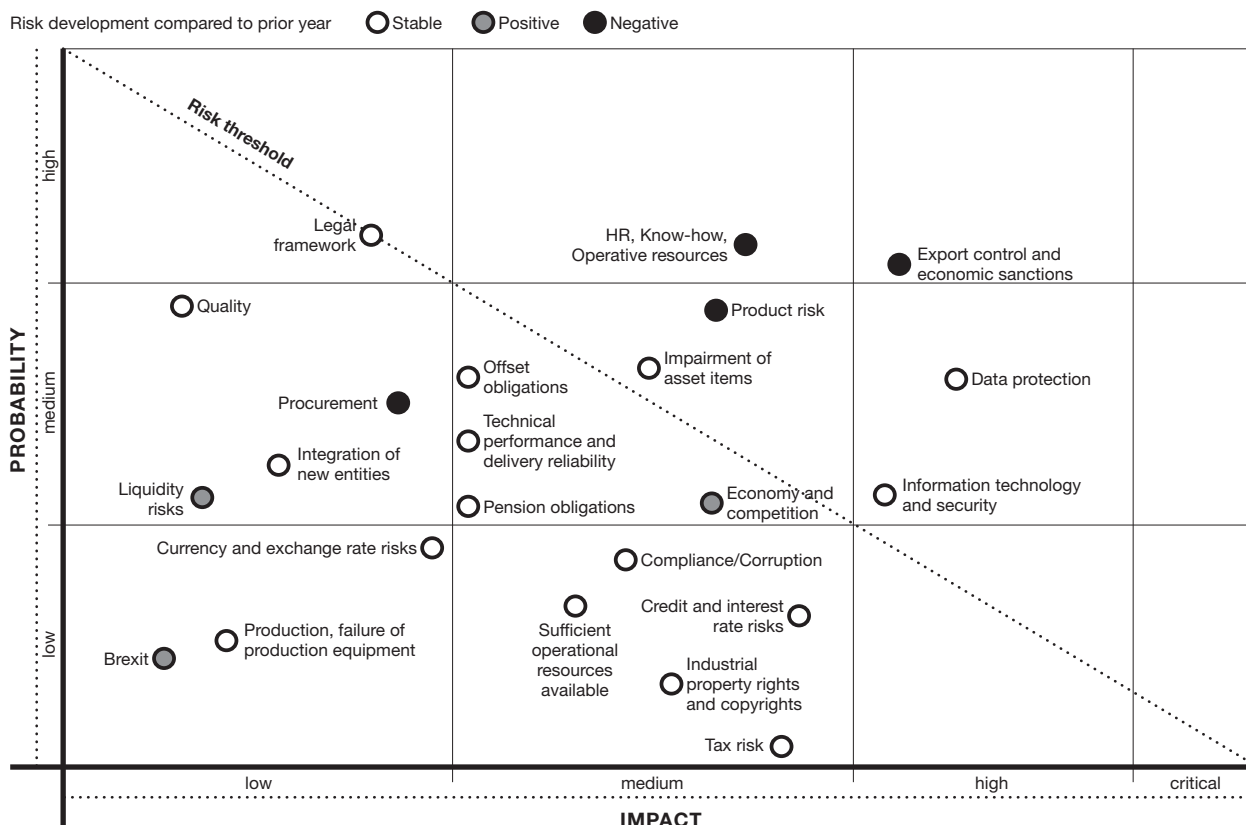 Risk development compared to prior year Stable Positive Negative
Risk threshold
high
Legal
framework
HR, Know-how,
Operative resources
Export control and
economic sanctions
Quality
Product risk
PROBABILITY
medium
Offset
obligations
Impairment of
asset items
Data protection
Procurement
Technical
performance and
delivery reliability
Integration of
new entities
Liquidity
risks
Pension obligations
Economy and
competition
Information technology
and security
Currency and exchange rate risks
Compliance/Corruption
low
Production, failure of
production equipment
Brexit
Sufficient
operational
resources
available
Credit and interest
rate risks
Industrial
property rights
and copyrights
Tax risk
low medium high critical
IMPACT